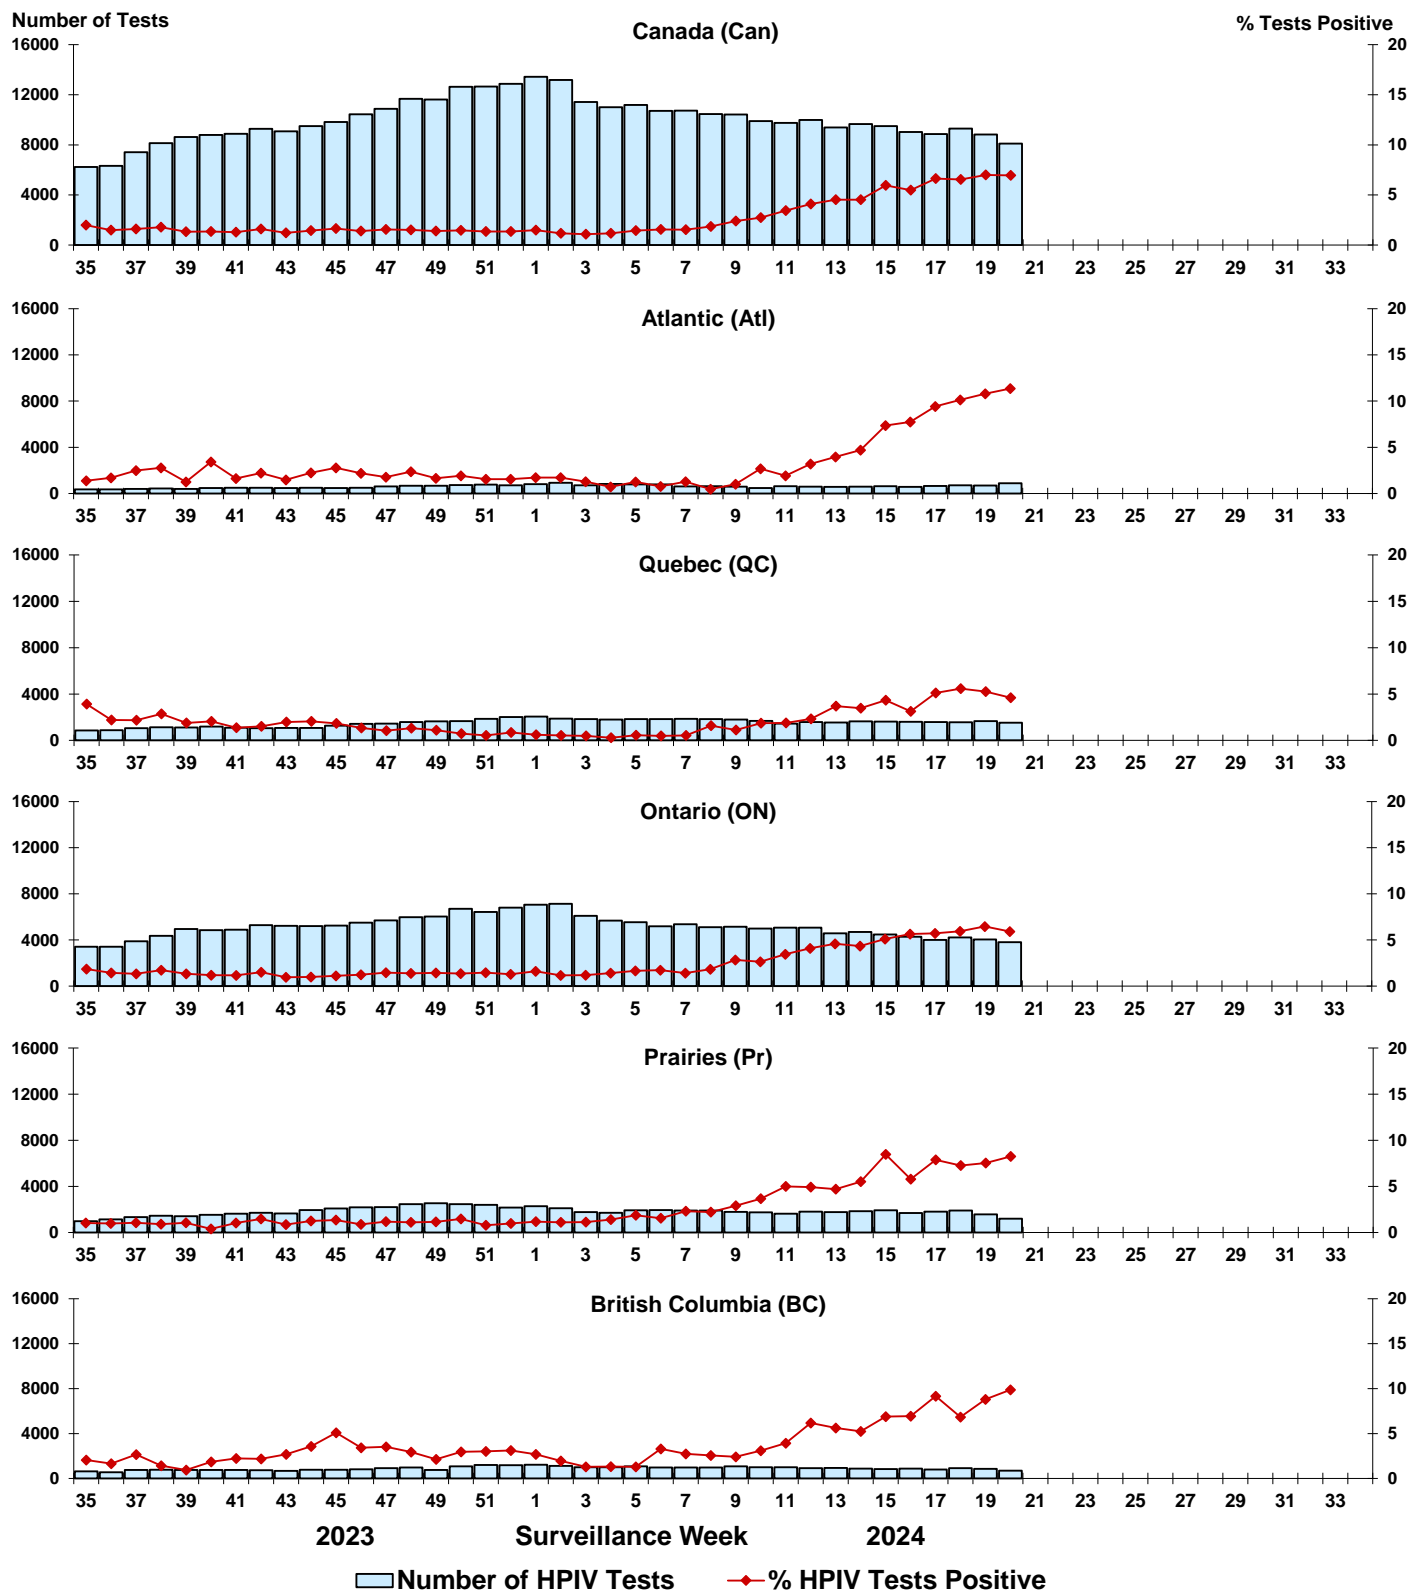 Number of Tests
% Tests Positive
Canada (Can)
16000 20
12000 15
8000 10
4000 5
0 0
35 37 39 41 43 45 47 49 51 1 3 5 7 9 11 13 15 17 19 21 23 25 27 29 31 33
Atlantic (Atl)
16000 20
12000 15
8000 10
4000 5
0 0
35 37 39 41 43 45 47 49 51 1 3 5 7 9 11 13 15 17 19 21 23 25 27 29 31 33
Quebec (QC)
16000 20
12000 15
8000 10
4000 5
0 0
35 37 39 41 43 45 47 49 51 1 3 5 7 9 11 13 15 17 19 21 23 25 27 29 31 33
Ontario (ON)
16000 20
12000 15
8000 10
4000 5
0 0
35 37 39 41 43 45 47 49 51 1 3 5 7 9 11 13 15 17 19 21 23 25 27 29 31 33
Prairies (Pr)
16000 20
12000 15
8000 10
4000 5
0 0
35 37 39 41 43 45 47 49 51 1 3 5 7 9 11 13 15 17 19 21 23 25 27 29 31 33
British Columbia (BC)
16000 20
12000 15
8000 10
4000 5
0 0
35 37 39 41 43 45 47 49 51 1 3 5 7 9 11 13 15 17 19 21 23 25 27 29 31 33
2023 Surveillance Week 2024
Number of HPIV Tests % HPIV Tests Positive